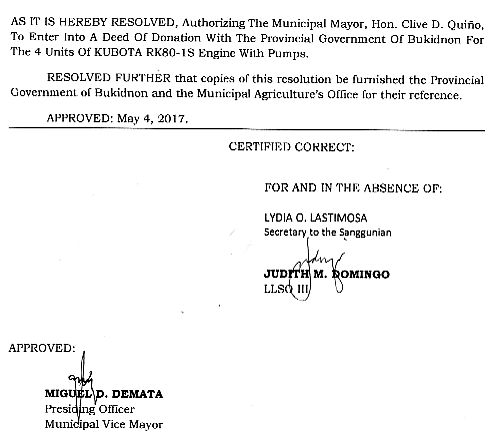 AS IT IS HEREBY RESOLVED, Authorizing The Municipal Mayor, Hon. Clive D. Quiño,
To Enter Into A Deed Of Donation With The Provincial Government Of Bukidnon For
The 4 Units Of KUBOTA RK80-1S Engine With Pumps.
RESOLVED FURTHER that copies of this resolution be furnished the Provincial
Government of Bukidnon and the Municipal Agriculture's Office for their reference.
APPROVED: May 4, 2017.
CERTIFIED CORRECT:
FOR AND IN THE ABSENCE OF:
LYDIA O. LASTIMOSA
Secretary to the Sanggunian
JUDITH M. DOMINGO
LLSO III
APPROVED:
MIGUEL D. DEMATA
Presiding Officer
Municipal Vice Mayor